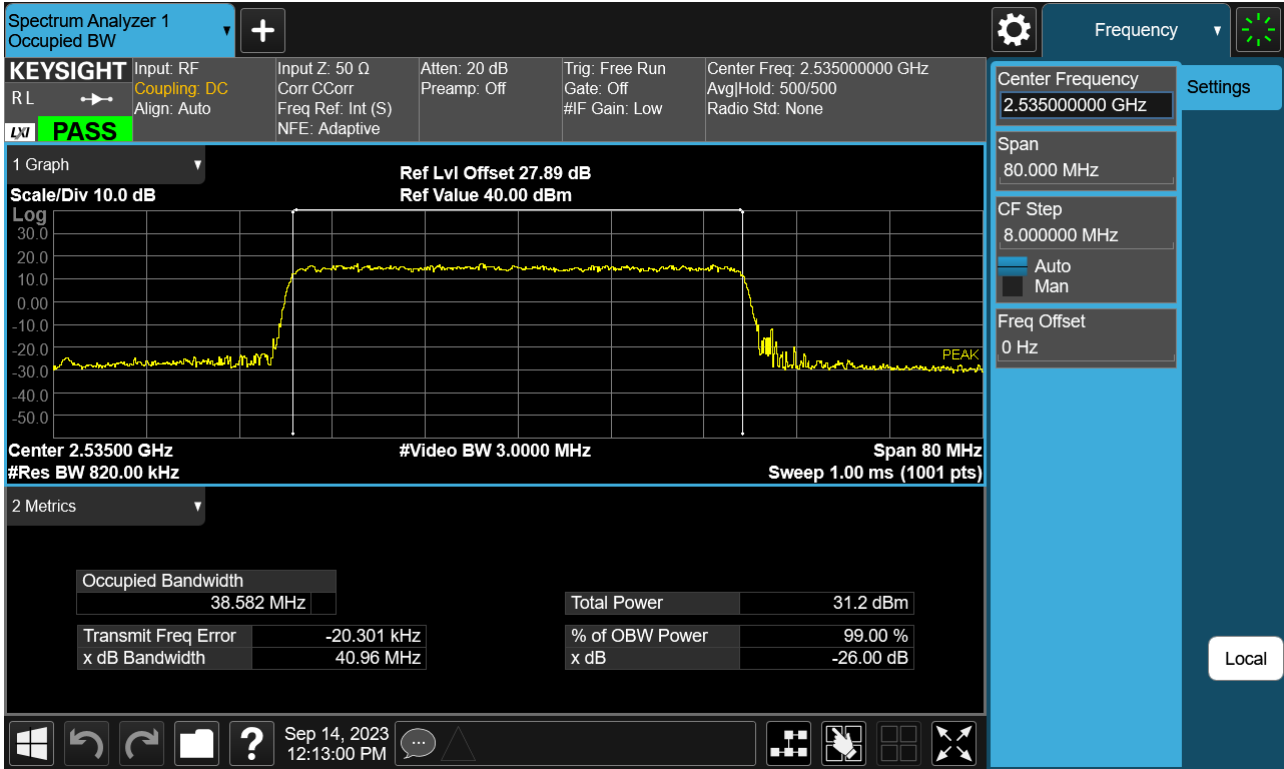 Spectrum Analyzer 1
Occupied BW
▼
+
Frequency
▼
KEYSIGHT
R L
LXI
PASS
Input: RF
Coupling: DC
Align: Auto
Input Z: 50 Ω
Corr CCorr
Freq Ref: Int (S)
NFE: Adaptive
Atten: 20 dB
Preamp: Off
Trig: Free Run
Gate: Off
#IF Gain: Low
Center Freq: 2.535000000 GHz
Avg|Hold: 500/500
Radio Std: None
Center Frequency
2.535000000 GHz
Settings
Span
80.000 MHz
CF Step
8.000000 MHz
Auto
Man
Freq Offset
0 Hz
Local
1 Graph
▼
Scale/Div 10.0 dB
Ref Lvl Offset 27.89 dB
Ref Value 40.00 dBm
Log
30.0
20.0
10.0
0.00
-10.0
-20.0
-30.0
-40.0
-50.0
PEAK
Center 2.53500 GHz
#Video BW 3.0000 MHz
Span 80 MHz
#Res BW 820.00 kHz
Sweep 1.00 ms (1001 pts)
2 Metrics
▼
Occupied Bandwidth
38.582 MHz
Transmit Freq Error -20.301 kHz
x dB Bandwidth 40.96 MHz
Total Power 31.2 dBm
% of OBW Power 99.00 %
x dB -26.00 dB
?
Sep 14, 2023
12:13:00 PM
...